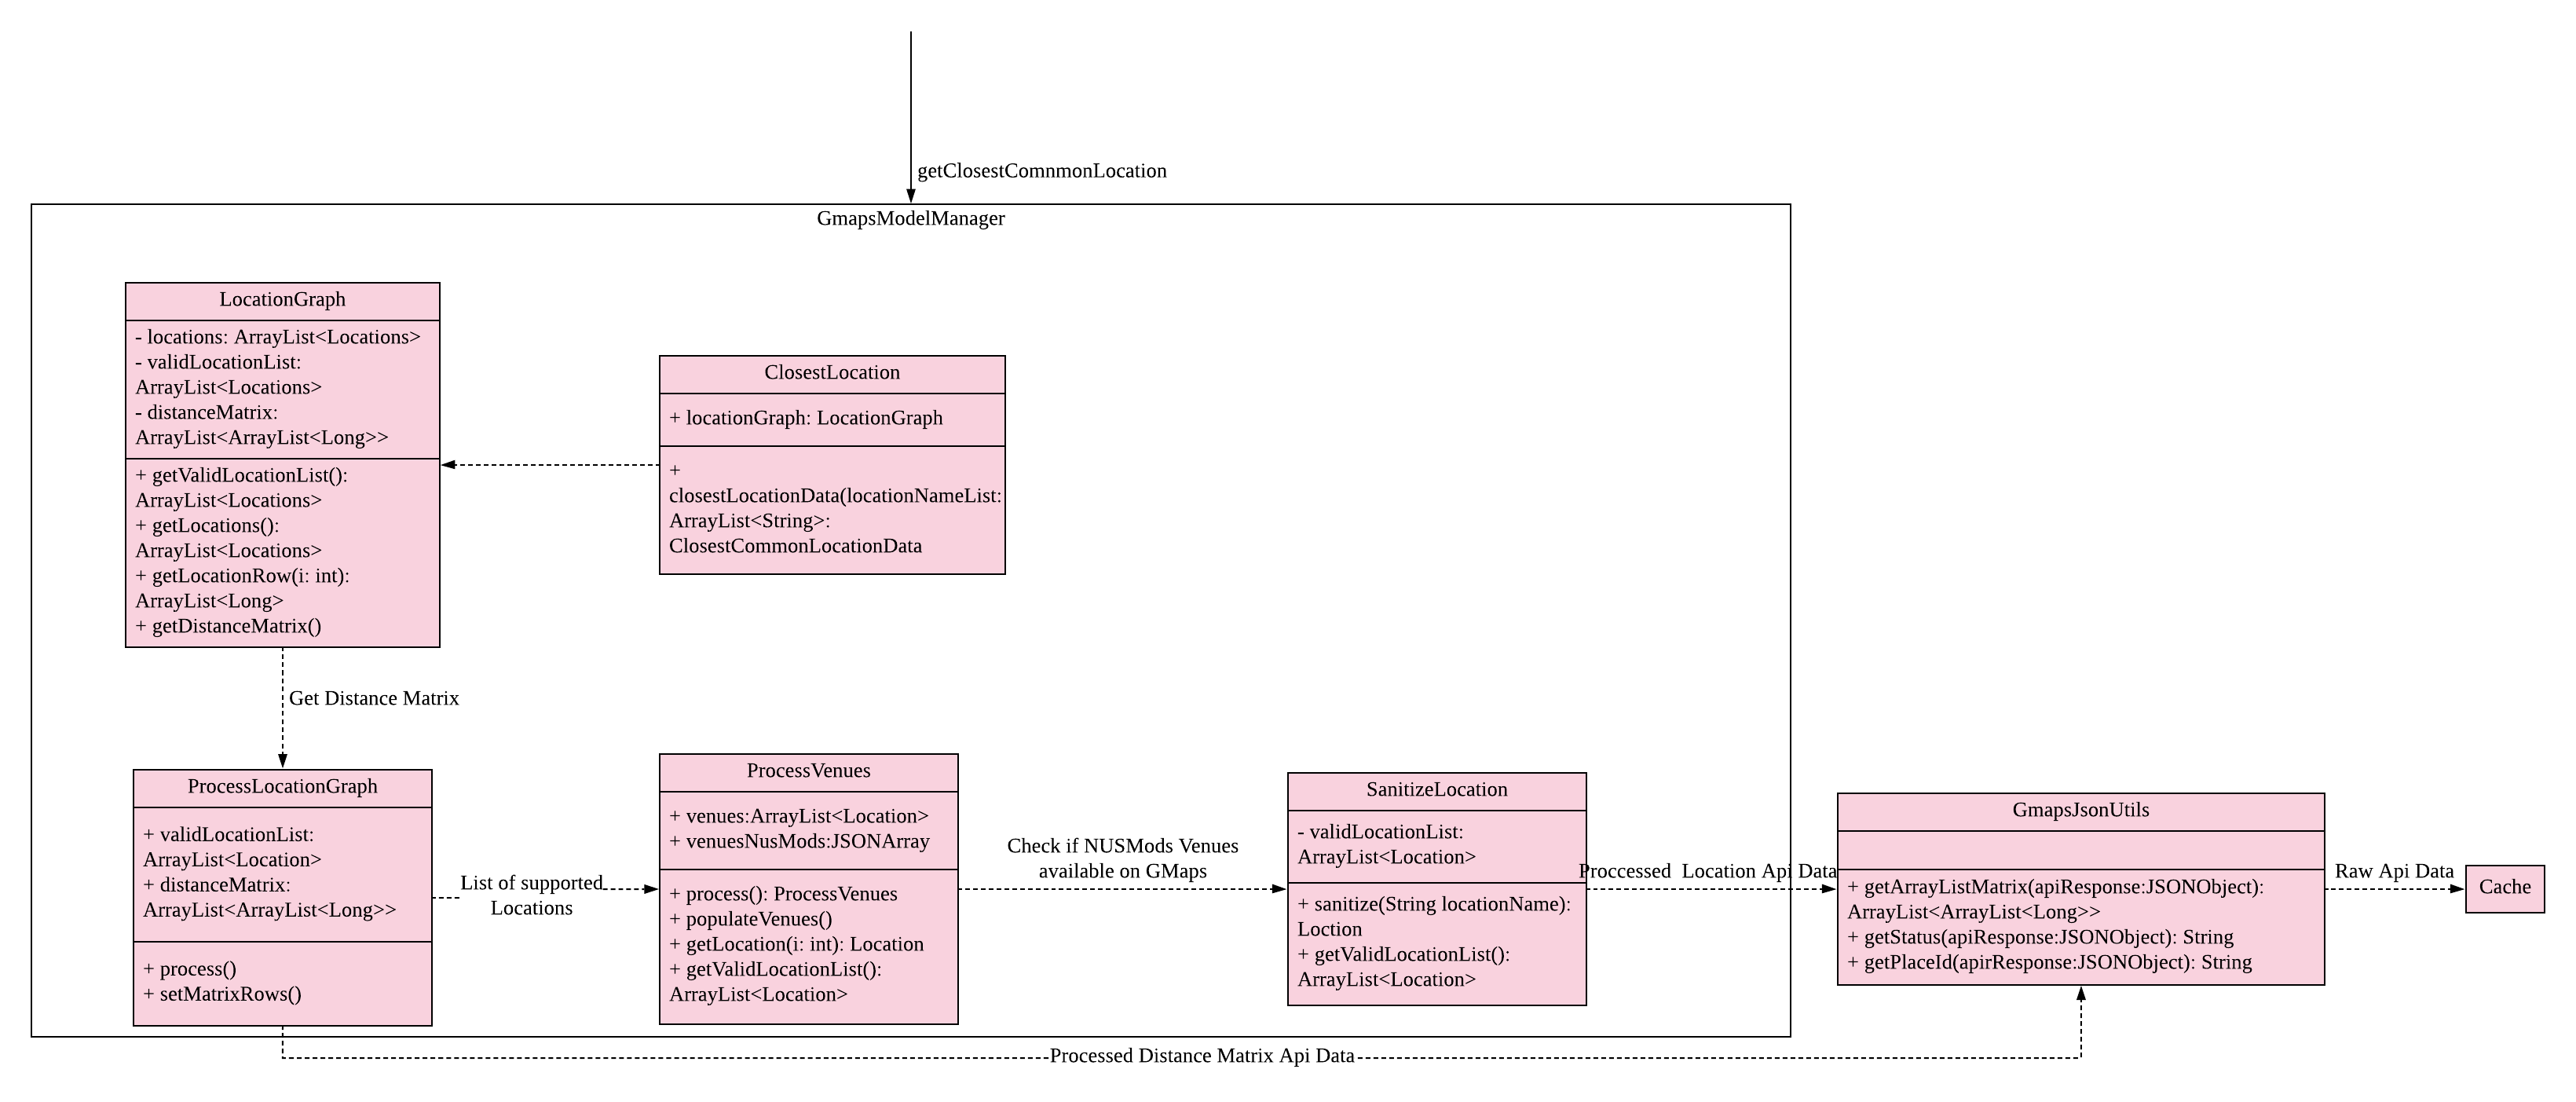 getClosestComnmonLocation
GmapsModelManager
LocationGraph
- locations: ArrayList<Locations>
- validLocationList:
ArrayList<Locations>
- distanceMatrix:
ArrayList<ArrayList<Long>>
+ getValidLocationList():
ArrayList<Locations>
+ getLocations():
ArrayList<Locations>
+ getLocationRow(i: int):
ArrayList<Long>
+ getDistanceMatrix()
ClosestLocation
+ locationGraph: LocationGraph
+
closestLocationData(locationNameList:
ArrayList<String>:
ClosestCommonLocationData
Get Distance Matrix
ProcessLocationGraph
+ validLocationList:
ArrayList<Location>
+ distanceMatrix:
ArrayList<ArrayList<Long>>
+ process()
+ setMatrixRows()
List of supported
Locations
ProcessVenues
+ venues:ArrayList<Location>
+ venuesNusMods:JSONArray
+ process(): ProcessVenues
+ populateVenues()
+ getLocation(i: int): Location
+ getValidLocationList():
ArrayList<Location>
Check if NUSMods Venues
available on GMaps
SanitizeLocation
- validLocationList:
ArrayList<Location>
+ sanitize(String locationName):
Loction
+ getValidLocationList():
ArrayList<Location>
Proccessed  Location Api Data
GmapsJsonUtils
+ getArrayListMatrix(apiResponse:JSONObject):
ArrayList<ArrayList<Long>>
+ getStatus(apiResponse:JSONObject): String
+ getPlaceId(apirResponse:JSONObject): String
Raw Api Data
Cache
Processed Distance Matrix Api Data